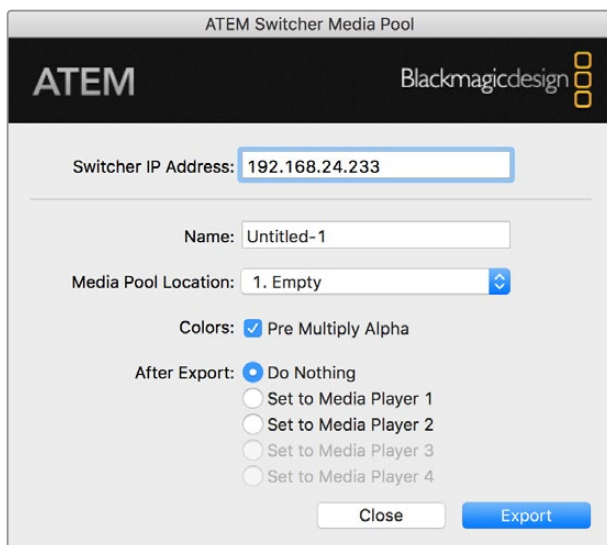 ATEM Switcher Media Pool
ATEM
Blackmagicdesign
Switcher IP Address: 192.168.24.233
Name: Untitled-1
Media Pool Location: 1. Empty
Colors: Pre Multiply Alpha
After Export: Do Nothing
Set to Media Player 1
Set to Media Player 2
Set to Media Player 3
Set to Media Player 4
Close Export